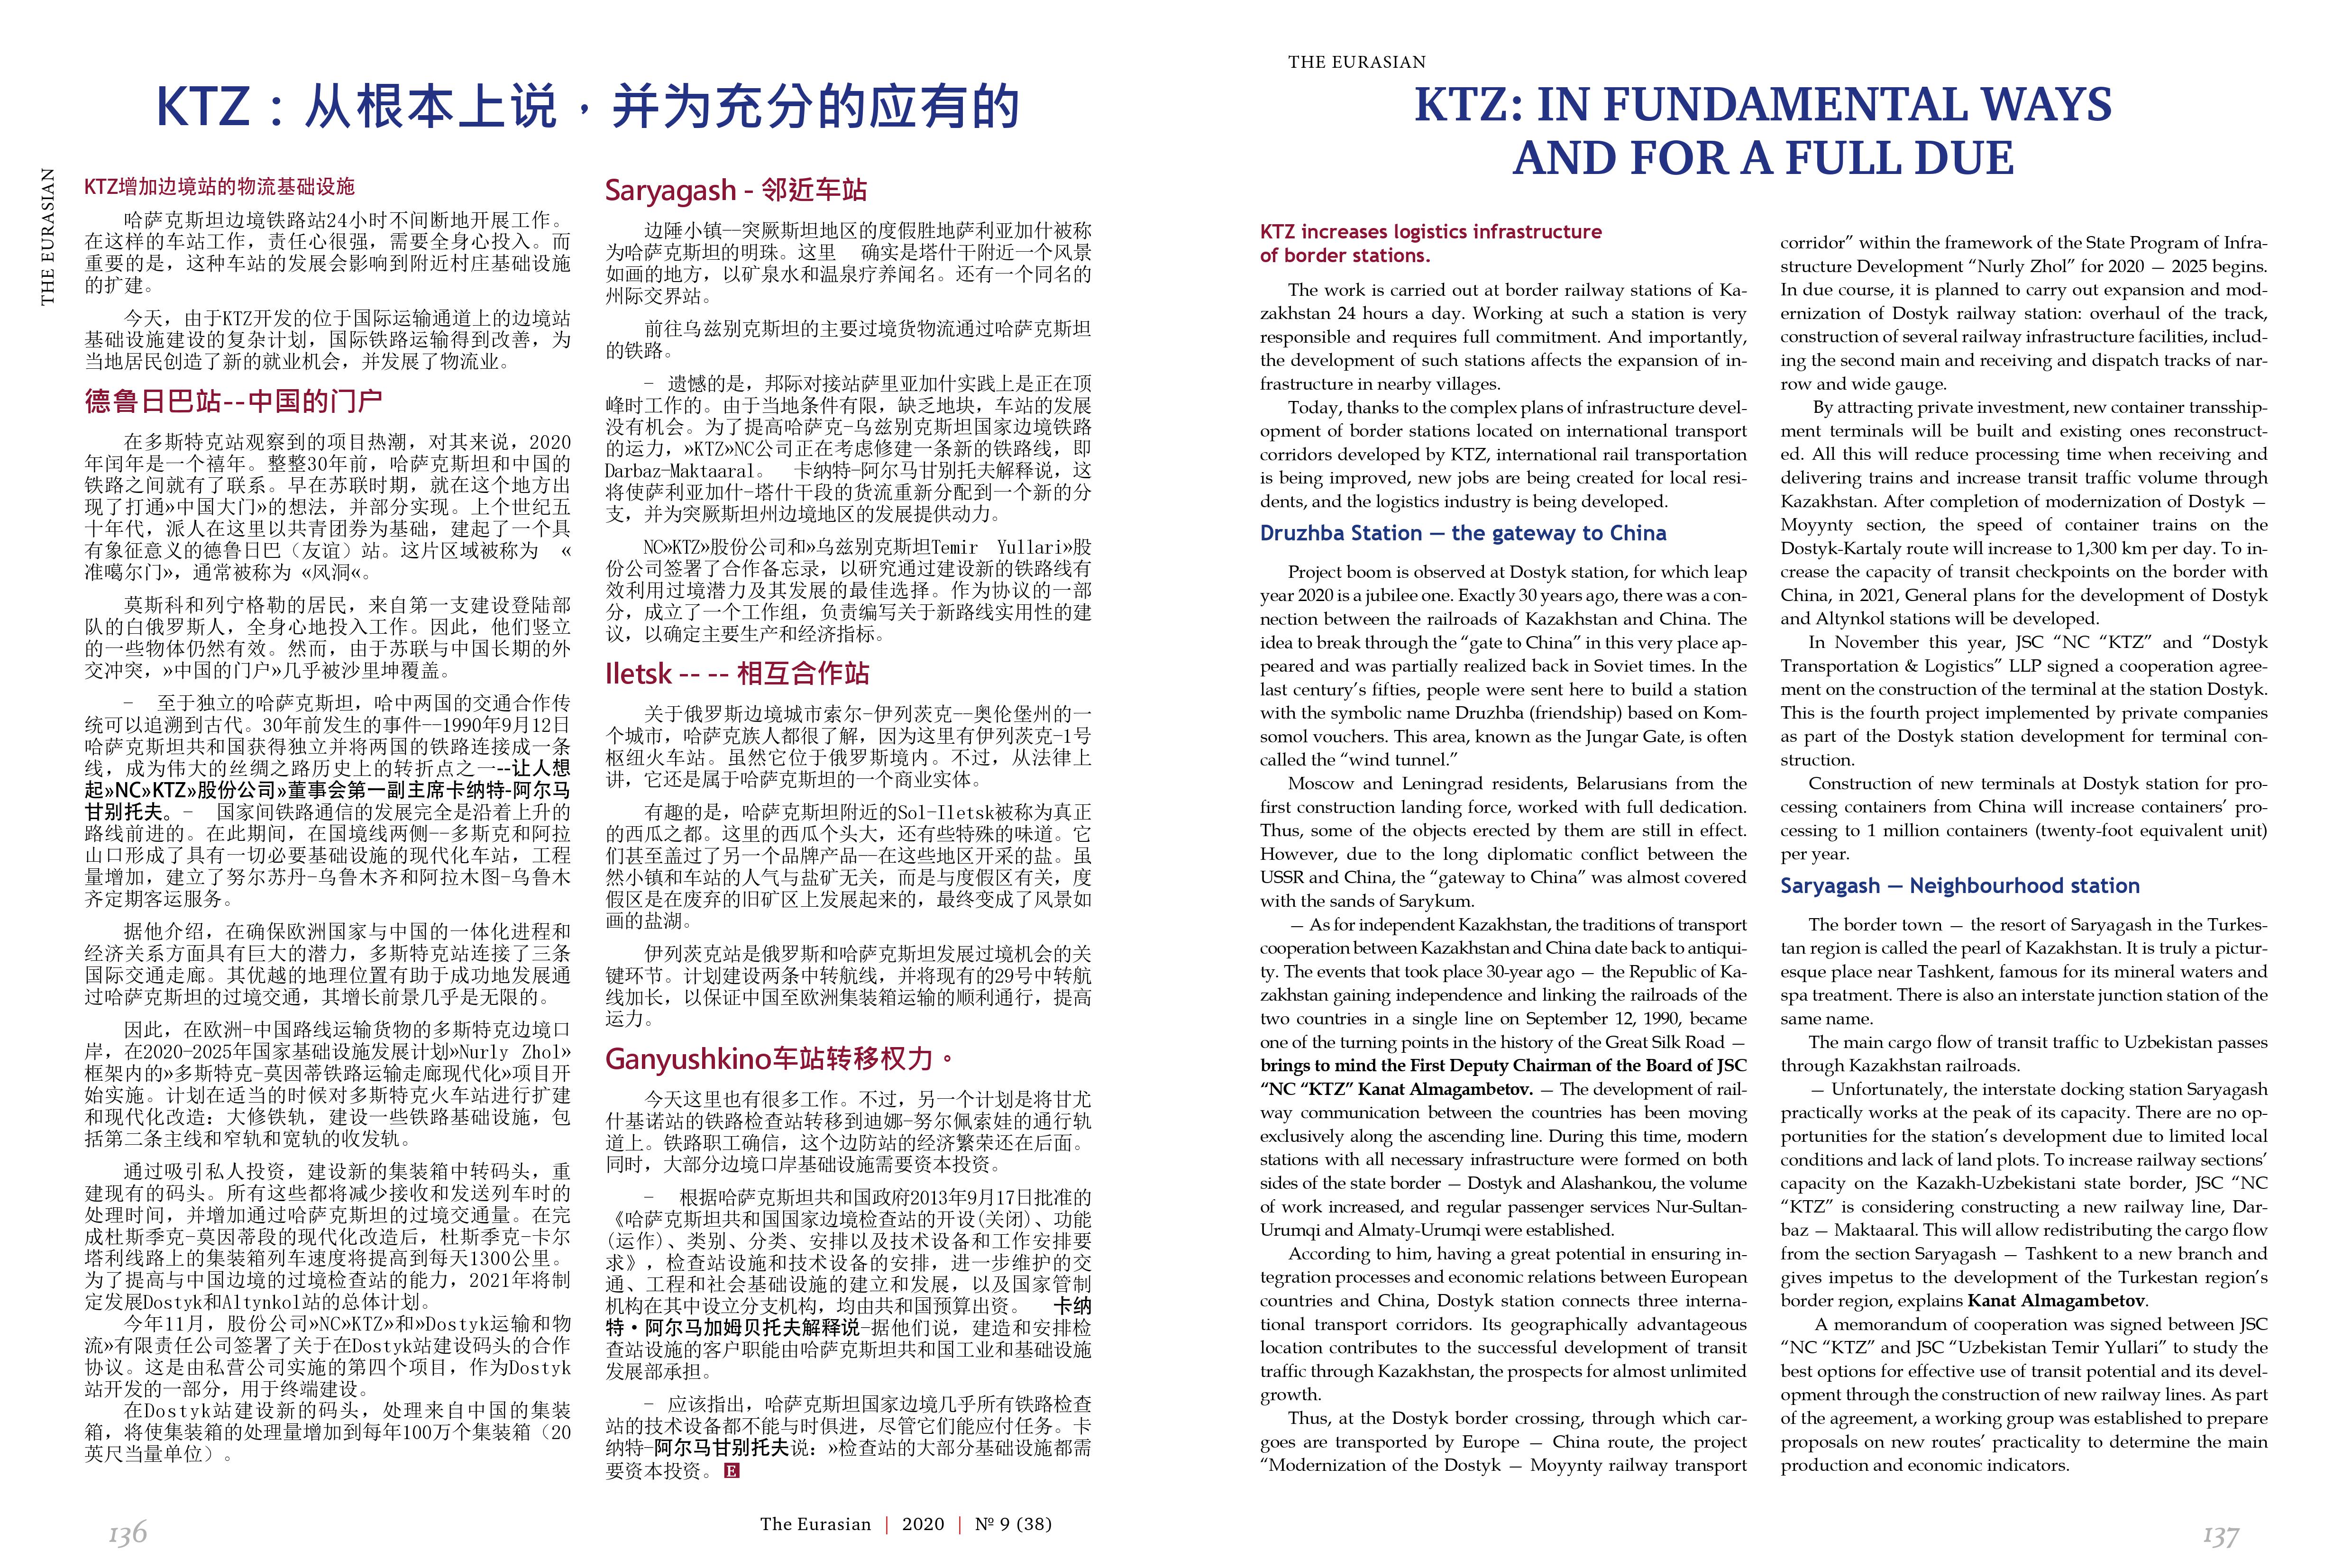 THE EURASIAN
KTZ：从根本上说，并为充分的应有的
KTZ增加边境站的物流基础设施
哈萨克斯坦边境铁路站24小时不间断地开展工作。
在这样的车站工作，责任心很强，需要全身心投入。而
重要的是，这种车站的发展会影响到附近村庄基础设施
的扩建。
今天，由于KTZ开发的位于国际运输通道上的边境站
基础设施建设的复杂计划，国际铁路运输得到改善，为
当地居民创造了新的就业机会，并发展了物流业。
德鲁日巴站--中国的门户
在多斯特克站观察到的项目热潮，对其来说，2020
年闰年是一个禧年。整整30年前，哈萨克斯坦和中国的
铁路之间就有了联系。早在苏联时期，就在这个地方出
现了打通»中国大门»的想法，并部分实现。上个世纪五
十年代，派人在这里以共青团券为基础，建起了一个具
有象征意义的德鲁日巴（友谊）站。这片区域被称为 «
准噶尔门»，通常被称为 «风洞«。
莫斯科和列宁格勒的居民，来自第一支建设登陆部
队的白俄罗斯人，全身心地投入工作。因此，他们竖立
的一些物体仍然有效。然而，由于苏联与中国长期的外
交冲突，»中国的门户»几乎被沙里坤覆盖。
– 至于独立的哈萨克斯坦，哈中两国的交通合作传
统可以追溯到古代。30年前发生的事件--1990年9月12日
哈萨克斯坦共和国获得独立并将两国的铁路连接成一条
线，成为伟大的丝绸之路历史上的转折点之一--让人想
起»NC»KTZ»股份公司»董事会第一副主席卡纳特-阿尔马
甘别托夫。– 国家间铁路通信的发展完全是沿着上升的
路线前进的。在此期间，在国境线两侧--多斯克和阿拉
山口形成了具有一切必要基础设施的现代化车站，工程
量增加，建立了努尔苏丹-乌鲁木齐和阿拉木图-乌鲁木
齐定期客运服务。
据他介绍，在确保欧洲国家与中国的一体化进程和
经济关系方面具有巨大的潜力，多斯特克站连接了三条
国际交通走廊。其优越的地理位置有助于成功地发展通
过哈萨克斯坦的过境交通，其增长前景几乎是无限的。
因此，在欧洲-中国路线运输货物的多斯特克边境口
岸，在2020-2025年国家基础设施发展计划»Nurly Zhol»
框架内的»多斯特克-莫因蒂铁路运输走廊现代化»项目开
始实施。计划在适当的时候对多斯特克火车站进行扩建
和现代化改造：大修铁轨，建设一些铁路基础设施，包
括第二条主线和窄轨和宽轨的收发轨。
通过吸引私人投资，建设新的集装箱中转码头，重
建现有的码头。所有这些都将减少接收和发送列车时的
处理时间，并增加通过哈萨克斯坦的过境交通量。在完
成杜斯季克-莫因蒂段的现代化改造后，杜斯季克-卡尔
塔利线路上的集装箱列车速度将提高到每天1300公里。
为了提高与中国边境的过境检查站的能力，2021年将制
定发展Dostyk和Altynkol站的总体计划。
今年11月，股份公司»NC»KTZ»和»Dostyk运输和物
流»有限责任公司签署了关于在Dostyk站建设码头的合作
协议。这是由私营公司实施的第四个项目，作为Dostyk
站开发的一部分，用于终端建设。
在Dostyk站建设新的码头，处理来自中国的集装
箱，将使集装箱的处理量增加到每年100万个集装箱（20
英尺当量单位）。
Saryagash - 邻近车站
边陲小镇--突厥斯坦地区的度假胜地萨利亚加什被称
为哈萨克斯坦的明珠。这里 确实是塔什干附近一个风景
如画的地方，以矿泉水和温泉疗养闻名。还有一个同名的
州际交界站。
前往乌兹别克斯坦的主要过境货物流通过哈萨克斯坦
的铁路。
– 遗憾的是，邦际对接站萨里亚加什实践上是正在顶
峰时工作的。由于当地条件有限，缺乏地块，车站的发展
没有机会。为了提高哈萨克-乌兹别克斯坦国家边境铁路
的运力，»KTZ»NC公司正在考虑修建一条新的铁路线，即
Darbaz-Maktaaral。 卡纳特-阿尔马甘别托夫解释说，这
将使萨利亚加什-塔什干段的货流重新分配到一个新的分
支，并为突厥斯坦州边境地区的发展提供动力。
NC»KTZ»股份公司和»乌兹别克斯坦Temir Yullari»股
份公司签署了合作备忘录，以研究通过建设新的铁路线有
效利用过境潜力及其发展的最佳选择。作为协议的一部
分，成立了一个工作组，负责编写关于新路线实用性的建
议，以确定主要生产和经济指标。
Iletsk -- -- 相互合作站
关于俄罗斯边境城市索尔-伊列茨克--奥伦堡州的一
个城市，哈萨克族人都很了解，因为这里有伊列茨克-1号
枢纽火车站。虽然它位于俄罗斯境内。不过，从法律上
讲，它还是属于哈萨克斯坦的一个商业实体。
有趣的是，哈萨克斯坦附近的Sol-Iletsk被称为真正
的西瓜之都。这里的西瓜个头大，还有些特殊的味道。它
们甚至盖过了另一个品牌产品--在这些地区开采的盐。虽
然小镇和车站的人气与盐矿无关，而是与度假区有关，度
假区是在废弃的旧矿区上发展起来的，最终变成了风景如
画的盐湖。
伊列茨克站是俄罗斯和哈萨克斯坦发展过境机会的关
键环节。计划建设两条中转航线，并将现有的29号中转航
线加长，以保证中国至欧洲集装箱运输的顺利通行，提高
运力。
Ganyushkino车站转移权力。
今天这里也有很多工作。不过，另一个计划是将甘尤
什基诺站的铁路检查站转移到迪娜-努尔佩索娃的通行轨
道上。铁路职工确信，这个边防站的经济繁荣还在后面。
同时，大部分边境口岸基础设施需要资本投资。
– 根据哈萨克斯坦共和国政府2013年9月17日批准的
《哈萨克斯坦共和国国家边境检查站的开设(关闭)、功能
(运作)、类别、分类、安排以及技术设备和工作安排要
求》，检查站设施和技术设备的安排，进一步维护的交
通、工程和社会基础设施的建立和发展，以及国家管制
机构在其中设立分支机构，均由共和国预算出资。 卡纳
特·阿尔马加姆贝托夫解释说-据他们说，建造和安排检
查站设施的客户职能由哈萨克斯坦共和国工业和基础设施
发展部承担。
– 应该指出，哈萨克斯坦国家边境几乎所有铁路检查
站的技术设备都不能与时俱进，尽管它们能应付任务。卡
纳特-阿尔马甘别托夫说：»检查站的大部分基础设施都需
要资本投资。E
136
The Eurasian | 2020 | № 9 (38)
THE EURASIAN
KTZ: IN FUNDAMENTAL WAYS
AND FOR A FULL DUE
KTZ increases logistics infrastructure
of border stations.
The work is carried out at border railway stations of Ka-
zakhstan 24 hours a day. Working at such a station is very
responsible and requires full commitment. And importantly,
the development of such stations affects the expansion of in-
frastructure in nearby villages.
Today, thanks to the complex plans of infrastructure devel-
opment of border stations located on international transport
corridors developed by KTZ, international rail transportation
is being improved, new jobs are being created for local resi-
dents, and the logistics industry is being developed.
Druzhba Station — the gateway to China
Project boom is observed at Dostyk station, for which leap
year 2020 is a jubilee one. Exactly 30 years ago, there was a con-
nection between the railroads of Kazakhstan and China. The
idea to break through the “gate to China” in this very place ap-
peared and was partially realized back in Soviet times. In the
last century’s fifties, people were sent here to build a station
with the symbolic name Druzhba (friendship) based on Kom-
somol vouchers. This area, known as the Jungar Gate, is often
called the “wind tunnel.”
Moscow and Leningrad residents, Belarusians from the
first construction landing force, worked with full dedication.
Thus, some of the objects erected by them are still in effect.
However, due to the long diplomatic conflict between the
USSR and China, the “gateway to China” was almost covered
with the sands of Sarykum.
— As for independent Kazakhstan, the traditions of transport
cooperation between Kazakhstan and China date back to antiqui-
ty. The events that took place 30-year ago — the Republic of Ka-
zakhstan gaining independence and linking the railroads of the
two countries in a single line on September 12, 1990, became
one of the turning points in the history of the Great Silk Road —
brings to mind the First Deputy Chairman of the Board of JSC
“NC “KTZ” Kanat Almagambetov. — The development of rail-
way communication between the countries has been moving
exclusively along the ascending line. During this time, modern
stations with all necessary infrastructure were formed on both
sides of the state border — Dostyk and Alashankou, the volume
of work increased, and regular passenger services Nur-Sultan-
Urumqi and Almaty-Urumqi were established.
According to him, having a great potential in ensuring in-
tegration processes and economic relations between European
countries and China, Dostyk station connects three interna-
tional transport corridors. Its geographically advantageous
location contributes to the successful development of transit
traffic through Kazakhstan, the prospects for almost unlimited
growth.
Thus, at the Dostyk border crossing, through which car-
goes are transported by Europe — China route, the project
“Modernization of the Dostyk — Moyynty railway transport
corridor” within the framework of the State Program of Infra-
structure Development “Nurly Zhol” for 2020 — 2025 begins.
In due course, it is planned to carry out expansion and mod-
ernization of Dostyk railway station: overhaul of the track,
construction of several railway infrastructure facilities, includ-
ing the second main and receiving and dispatch tracks of nar-
row and wide gauge.
By attracting private investment, new container transship-
ment terminals will be built and existing ones reconstruct-
ed. All this will reduce processing time when receiving and
delivering trains and increase transit traffic volume through
Kazakhstan. After completion of modernization of Dostyk —
Moyynty section, the speed of container trains on the
Dostyk-Kartaly route will increase to 1,300 km per day. To in-
crease the capacity of transit checkpoints on the border with
China, in 2021, General plans for the development of Dostyk
and Altynkol stations will be developed.
In November this year, JSC “NC “KTZ” and “Dostyk
Transportation & Logistics” LLP signed a cooperation agree-
ment on the construction of the terminal at the station Dostyk.
This is the fourth project implemented by private companies
as part of the Dostyk station development for terminal con-
struction.
Construction of new terminals at Dostyk station for pro-
cessing containers from China will increase containers’ pro-
cessing to 1 million containers (twenty-foot equivalent unit)
per year.
Saryagash — Neighbourhood station
The border town — the resort of Saryagash in the Turkes-
tan region is called the pearl of Kazakhstan. It is truly a pictur-
esque place near Tashkent, famous for its mineral waters and
spa treatment. There is also an interstate junction station of the
same name.
The main cargo flow of transit traffic to Uzbekistan passes
through Kazakhstan railroads.
— Unfortunately, the interstate docking station Saryagash
practically works at the peak of its capacity. There are no op-
portunities for the station’s development due to limited local
conditions and lack of land plots. To increase railway sections’
capacity on the Kazakh-Uzbekistani state border, JSC “NC
“KTZ” is considering constructing a new railway line, Dar-
baz — Maktaaral. This will allow redistributing the cargo flow
from the section Saryagash — Tashkent to a new branch and
gives impetus to the development of the Turkestan region’s
border region, explains Kanat Almagambetov.
A memorandum of cooperation was signed between JSC
“NC “KTZ” and JSC “Uzbekistan Temir Yullari” to study the
best options for effective use of transit potential and its devel-
opment through the construction of new railway lines. As part
of the agreement, a working group was established to prepare
proposals on new routes’ practicality to determine the main
production and economic indicators.
137